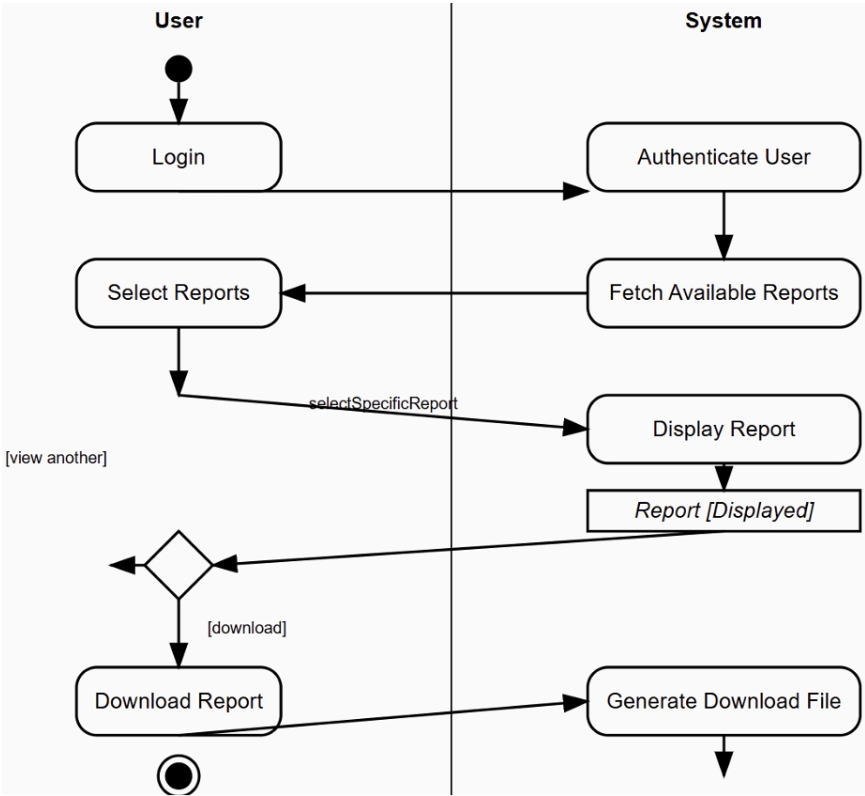 User
System
Login
Authenticate User
Select Reports
Fetch Available Reports
selectSpecificReport
Display Report
[view another]
Report [Displayed]
[download]
Download Report
Generate Download File